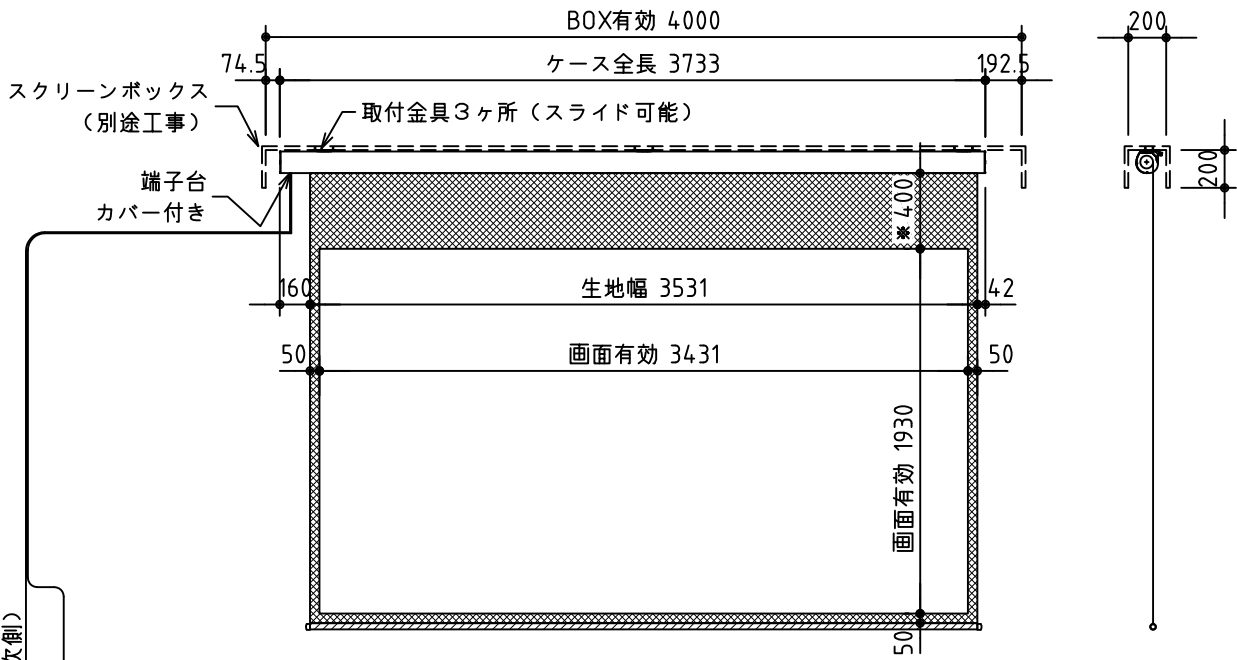 BOX有効 4000
200
74.5
ケース全長 3733
192.5
スクリーンボックス
（別途工事）
取付金具３ヶ所（スライド可能）
200
端子台
カバー付き
※ 400
160
生地幅 3531
42
50
画面有効 3431
50
画面有効 1930
50
次側）